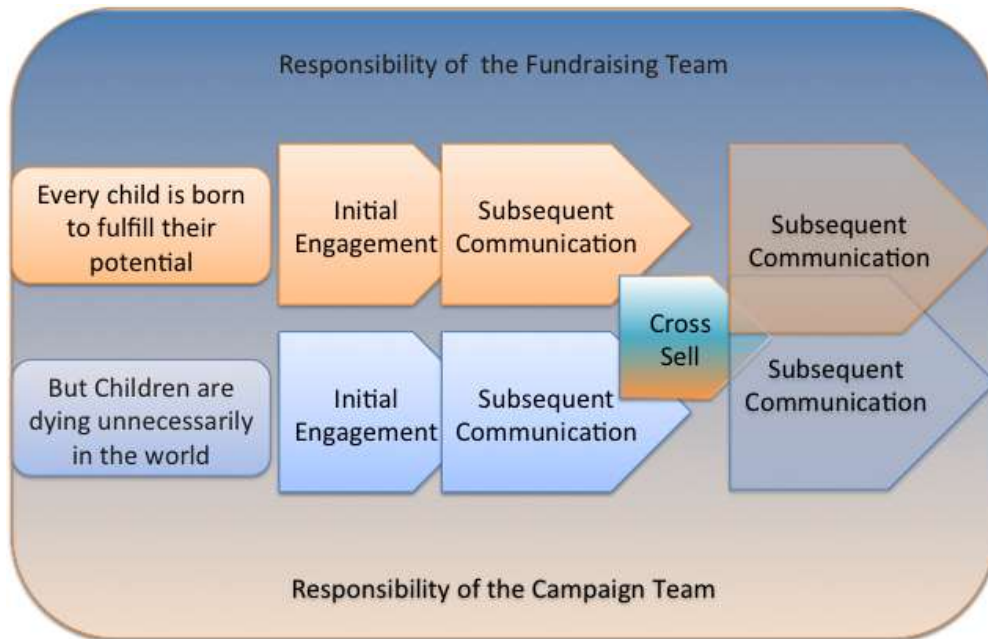 Responsibility of the Fundraising Team
Every child is born
to fulfill their
potential
Initial
Engagement
Subsequent
Communication
Subsequent
Communication
Cross
Sell
But Children are
dying unnecessarily
in the world
Initial
Engagement
Subsequent
Communication
Subsequent
Communication
Responsibility of the Campaign Team